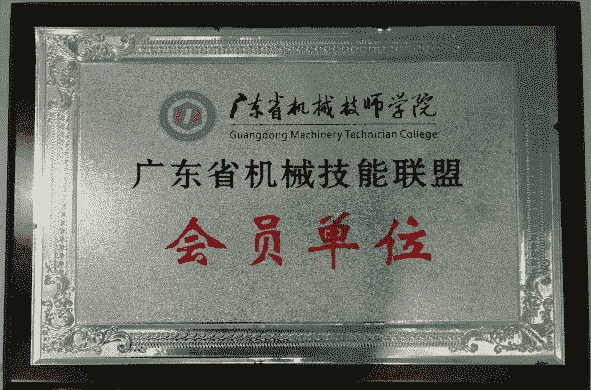 广东省机械技师学院
Guangdong Machinery Technician College
广东省机械技能联盟
会员单位